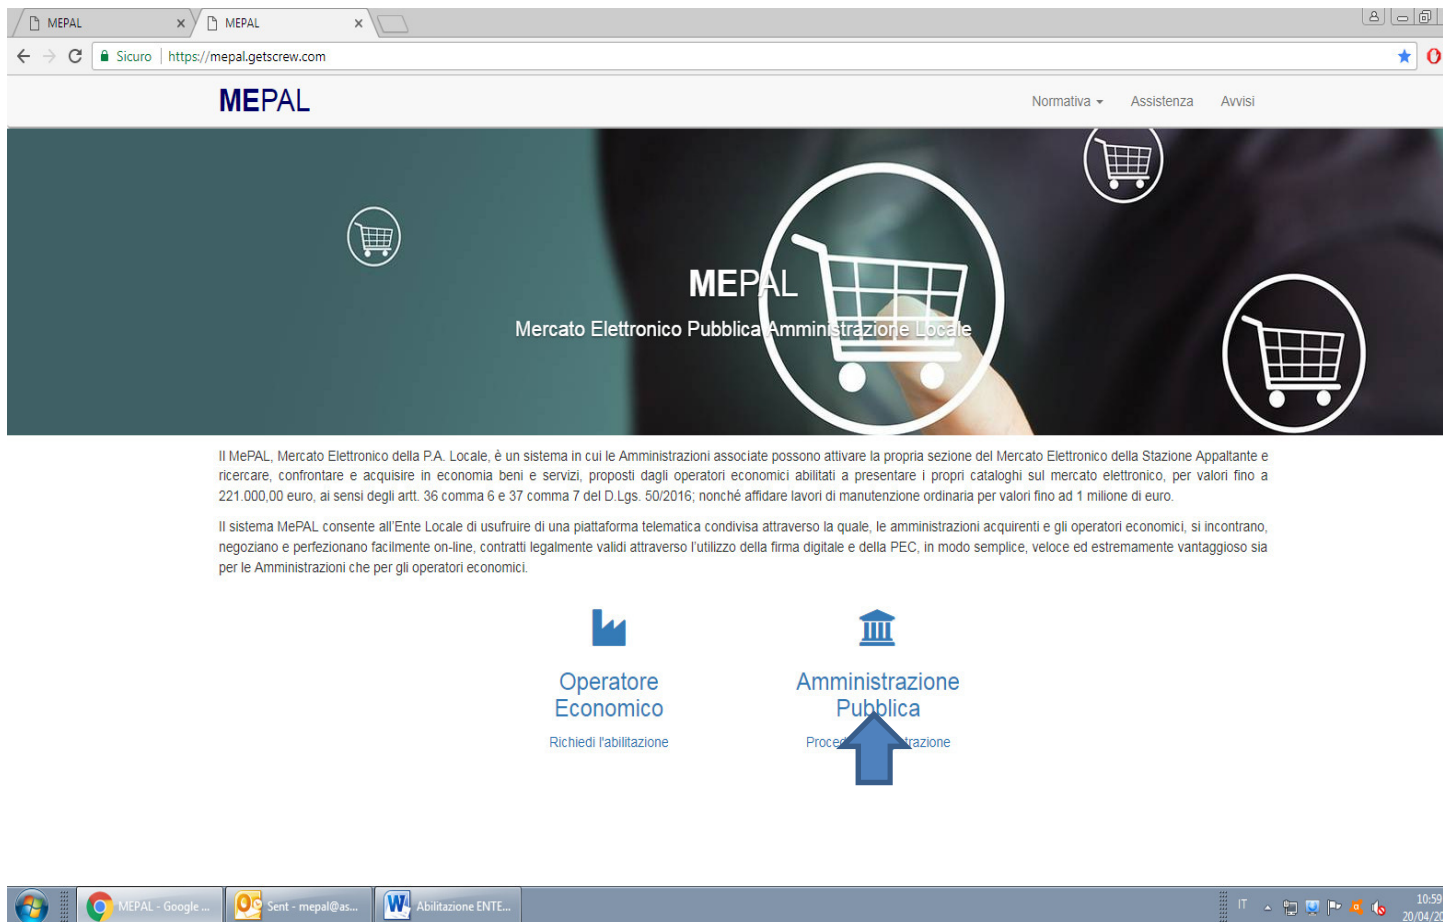 MEPAL
MEPAL
Sicuro
https://mepal.getscrew.com
MEPAL
Normativa
Assistenza
Avvisi
MEPAL
Mercato Elettronico Pubblica Amministrazione Locale
Il MePAL, Mercato Elettronico della P.A. Locale, è un sistema in cui le Amministrazioni associate possono attivare la propria sezione del Mercato Elettronico della Stazione Appaltante e
ricercare, confrontare e acquisire in economia beni e servizi, proposti dagli operatori economici abilitati a presentare i propri cataloghi sul mercato elettronico, per valori fino a
221.000,00 euro, ai sensi degli artt. 36 comma 6 e 37 comma 7 del D.Lgs. 50/2016; nonché affidare lavori di manutenzione ordinaria per valori fino ad 1 milione di euro.
Il sistema MePAL consente all'Ente Locale di usufruire di una piattaforma telematica condivisa attraverso la quale, le amministrazioni acquirenti e gli operatori economici, si incontrano,
negoziano e perfezionano facilmente on-line, contratti legalmente validi attraverso l'utilizzo della firma digitale e della PEC, in modo semplice, veloce ed estremamente vantaggioso sia
per le Amministrazioni che per gli operatori economici.
Operatore
Economico
Richiedi l'abilitazione
Amministrazione
Pubblica
MEPAL - Google ...
Sent - mepal@as...
Abilitazione ENTE...
IT
10:59
20/04/20